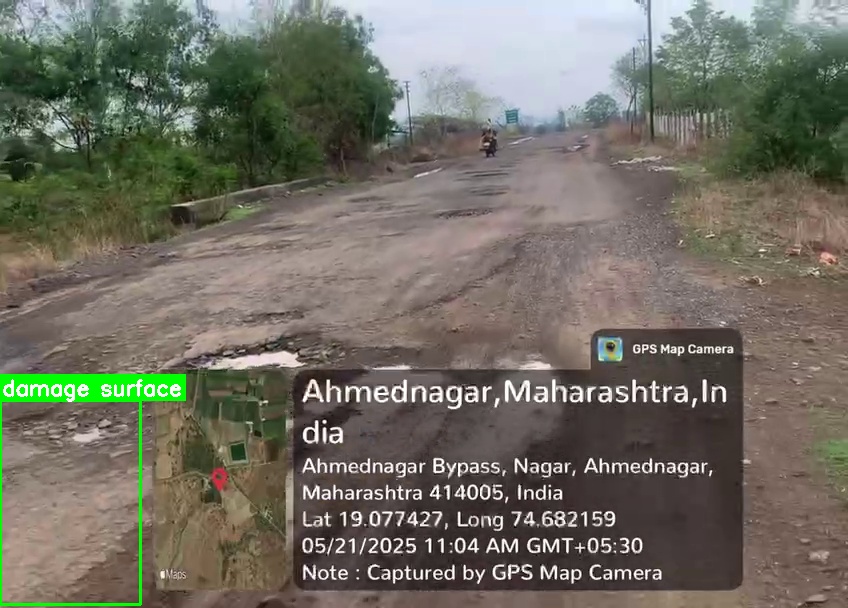 GPS Map Camera
damage surface
Ahmednagar,Maharashtra,In
dia
Ahmednagar Bypass, Nagar, Ahmednagar,
Maharashtra 414005, India
Lat 19.077427, Long 74.682159
05/21/2025 11:04 AM GMT+05:30
Note : Captured by GPS Map Camera
Maps